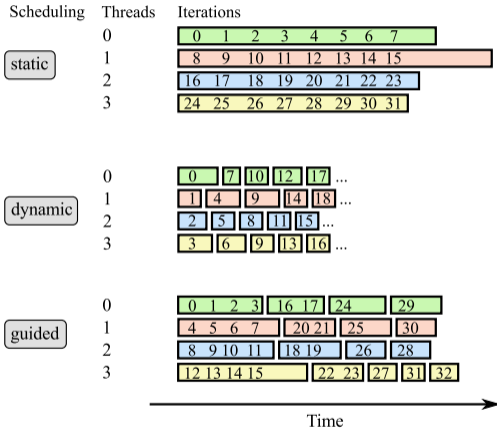 Scheduling Threads Iterations
0 0 1 2 3 4 5 6 7
static 1 8 9 10 11 12 13 14 15
2 16 17 18 19 20 21 22 23
3 24 25 26 27 28 29 30 31
0 0 7 10 12 17 ...
dynamic 1 1 4 9 14 18 ...
2 2 5 8 11 15 ...
3 3 6 9 13 16 ...
0 0 1 2 3 16 17 24 29
guided 1 4 5 6 7 20 21 25 30
2 8 9 10 11 18 19 26 28
3 12 13 14 15 22 23 27 31 32
Time